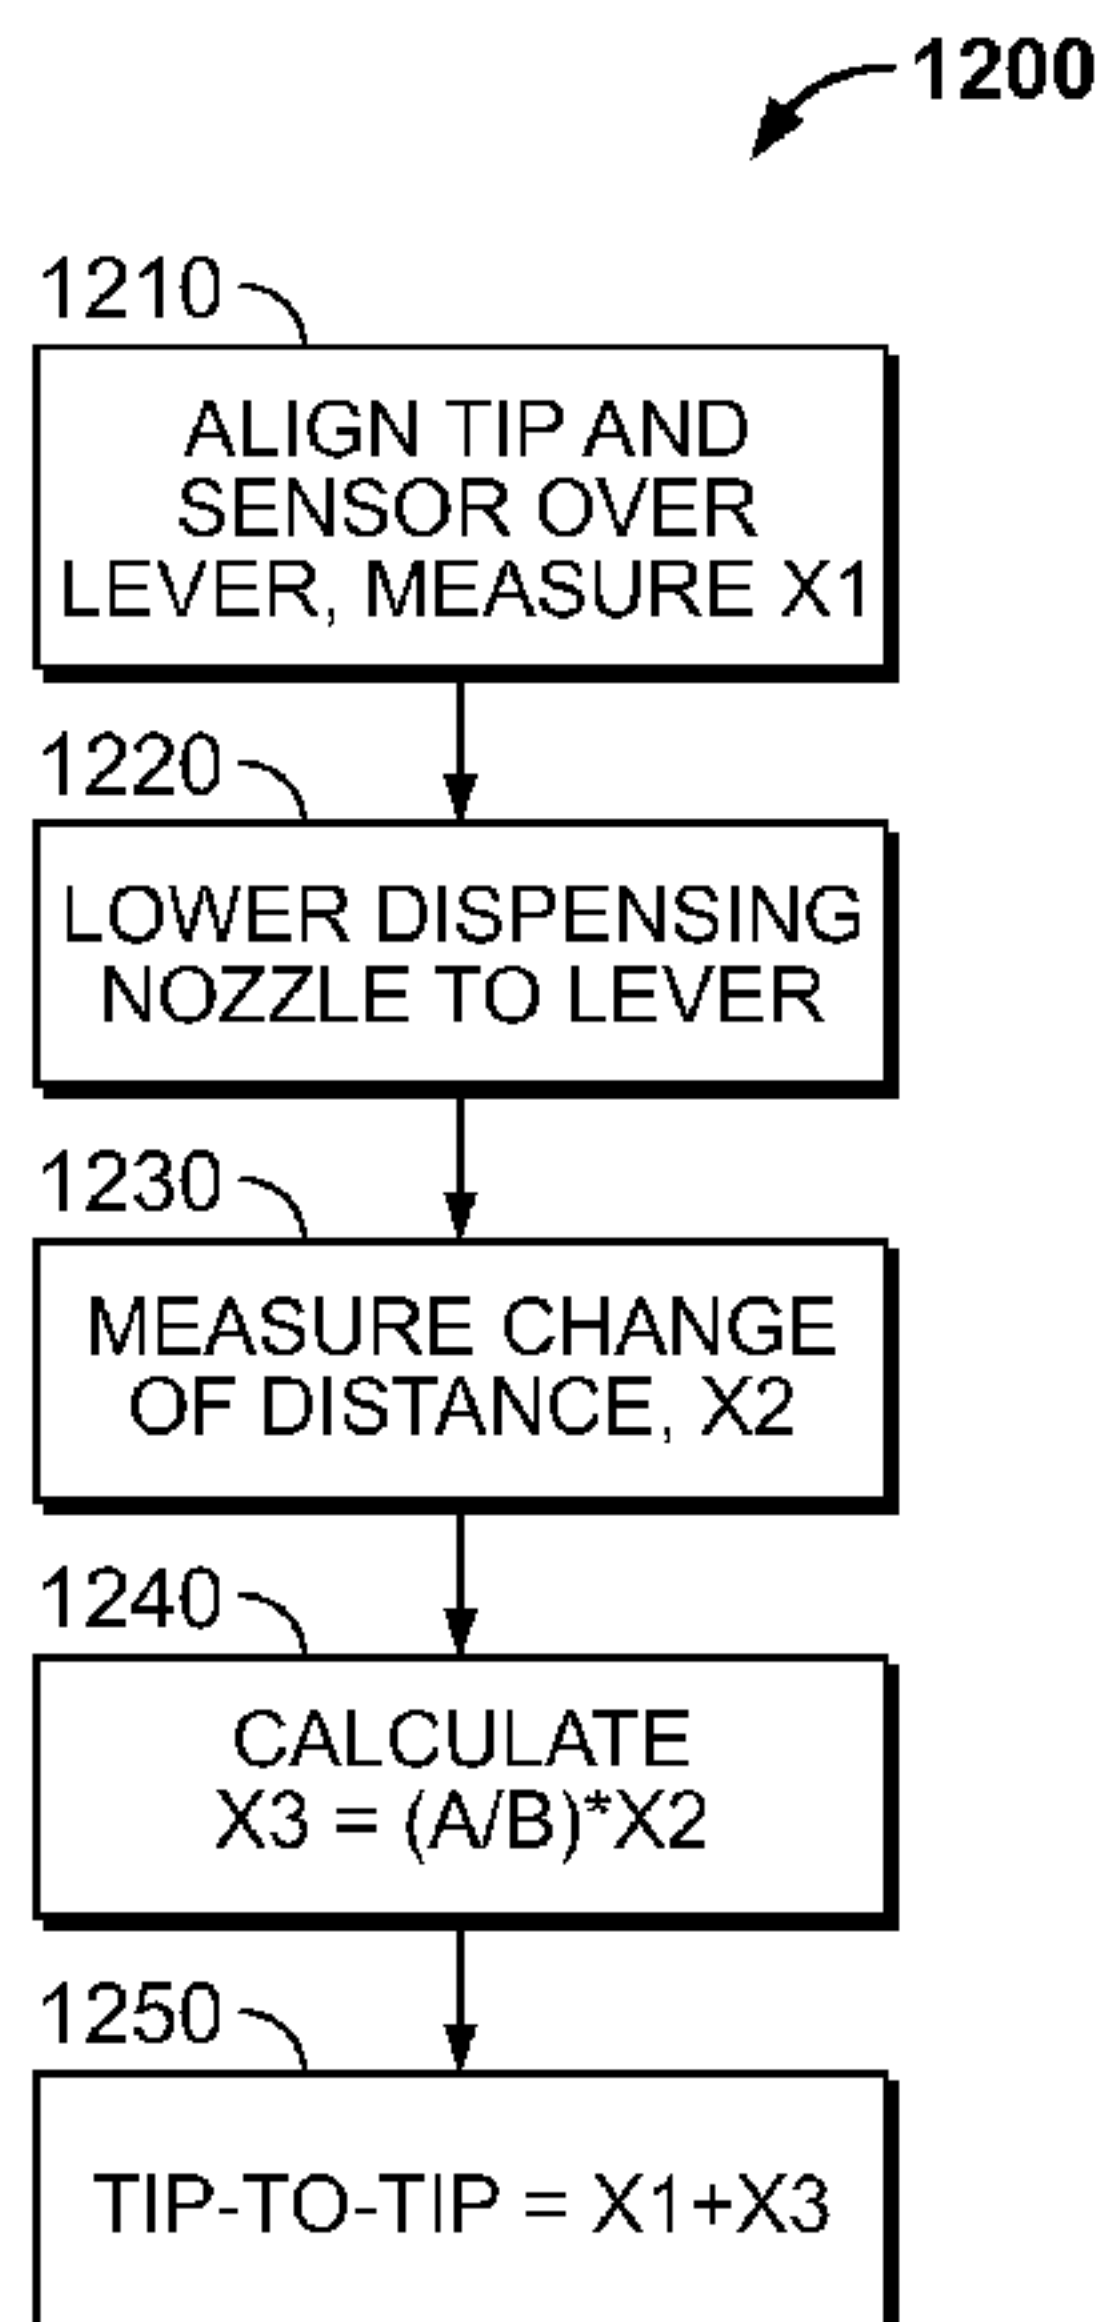 1200
1210
ALIGN TIP AND
SENSOR OVER
LEVER, MEASURE X1
1220
LOWER DISPENSING
NOZZLE TO LEVER
1230
MEASURE CHANGE
OF DISTANCE, X2
1240
CALCULATE
X3 = (A/B)*X2
1250
TIP-TO-TIP = X1+X3